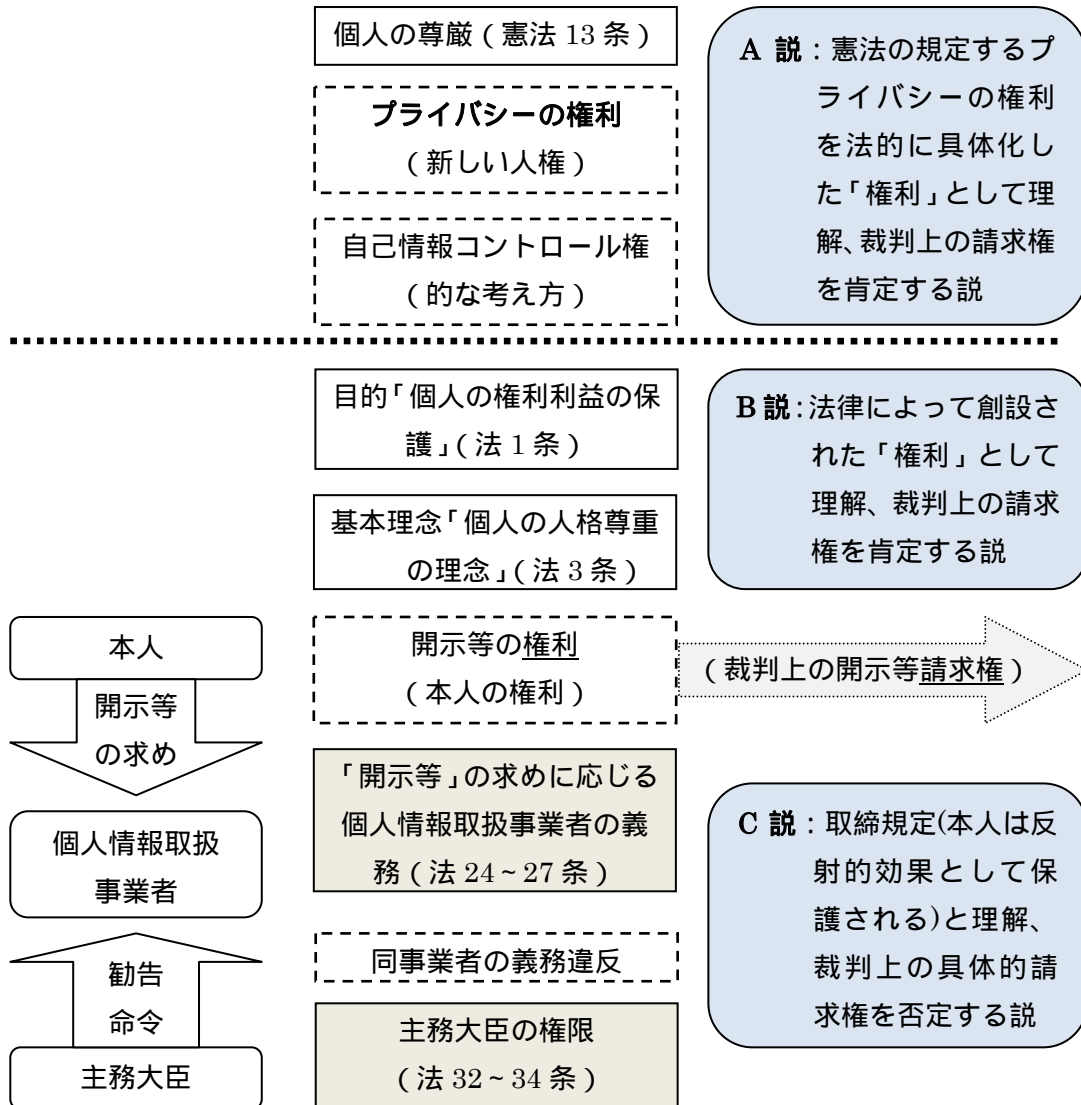 個人の尊厳（憲法 13 条）
プライバシーの権利
（新しい人権）
自己情報コントロール権
（的な考え方）
A 説：憲法の規定するプ
ライバシーの権利
を法的に具体化し
た「権利」として理
解、裁判上の請求権
を肯定する説
目的「個人の権利利益の保
護」（法 1 条）
基本理念「個人の人格尊重
の理念」（法 3 条）
B 説：法律によって創設さ
れた「権利」として
理解、裁判上の請求
権を肯定する説
本人
開示等
の求め
個人情報取扱
事業者
勧告
命令
主務大臣
開示等の権利
（本人の権利）
（裁判上の開示等請求権）
「開示等」の求めに応じる
個人情報取扱事業者の義
務（法 24～27 条）
同事業者の義務違反
主務大臣の権限
（法 32～34 条）
C 説：取締規定(本人は反
射的効果として保
護される)と理解、
裁判上の具体的請
求権を否定する説